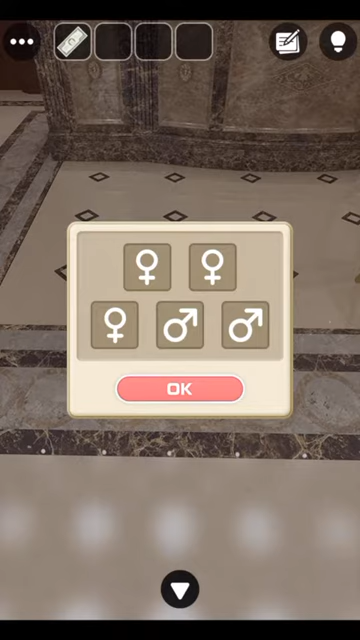 ♀ ♀
♀ ♂ ♂
OK